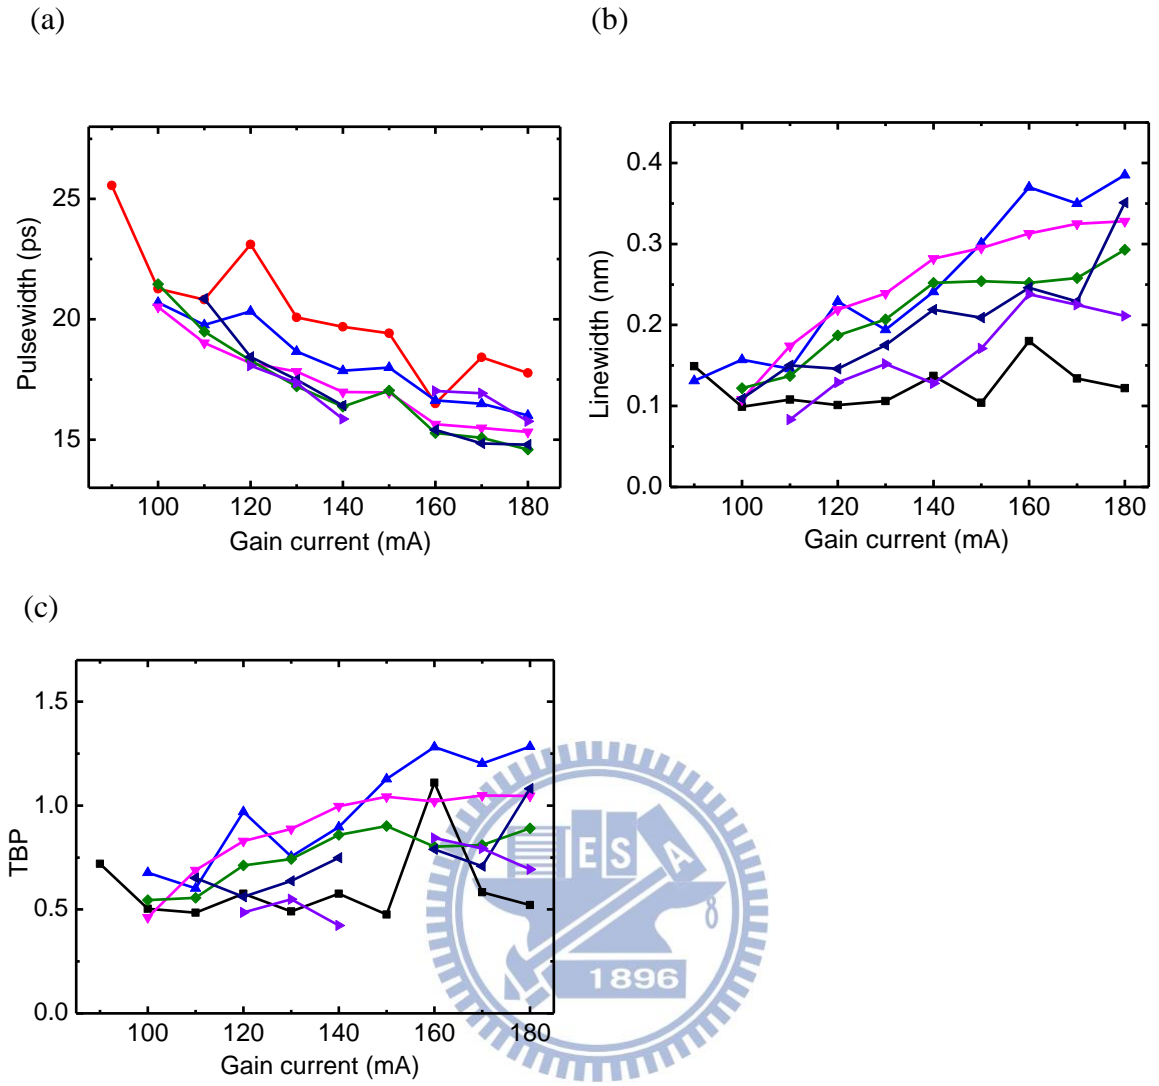 (a)
(b)
25
20
15
Pulsewidth (ps)
100 120 140 160 180
Gain current (mA)
0.4
0.3
0.2
0.1
0.0
Linewidth (nm)
100 120 140 160 180
Gain current (mA)
(c)
1.5
1.0
0.5
0.0
TBP
100 120 140 160 180
Gain current (mA)
E S A
1896